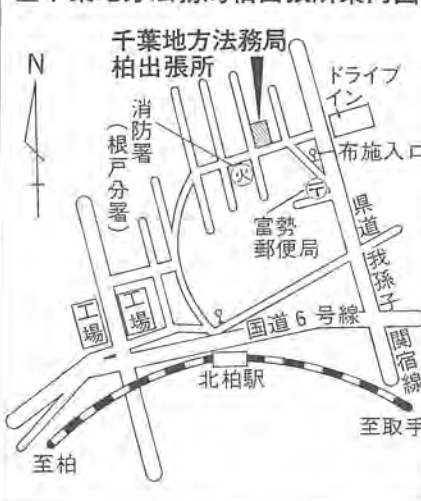 千葉地方法務局
柏出張所
N
ドライブ
イン
消防署
(根戸分署)
火
布施入口
〒
富勢
郵便局
県道
我孫子
関宿線
工場
工場
国道6号線
北柏駅
至取手
至柏